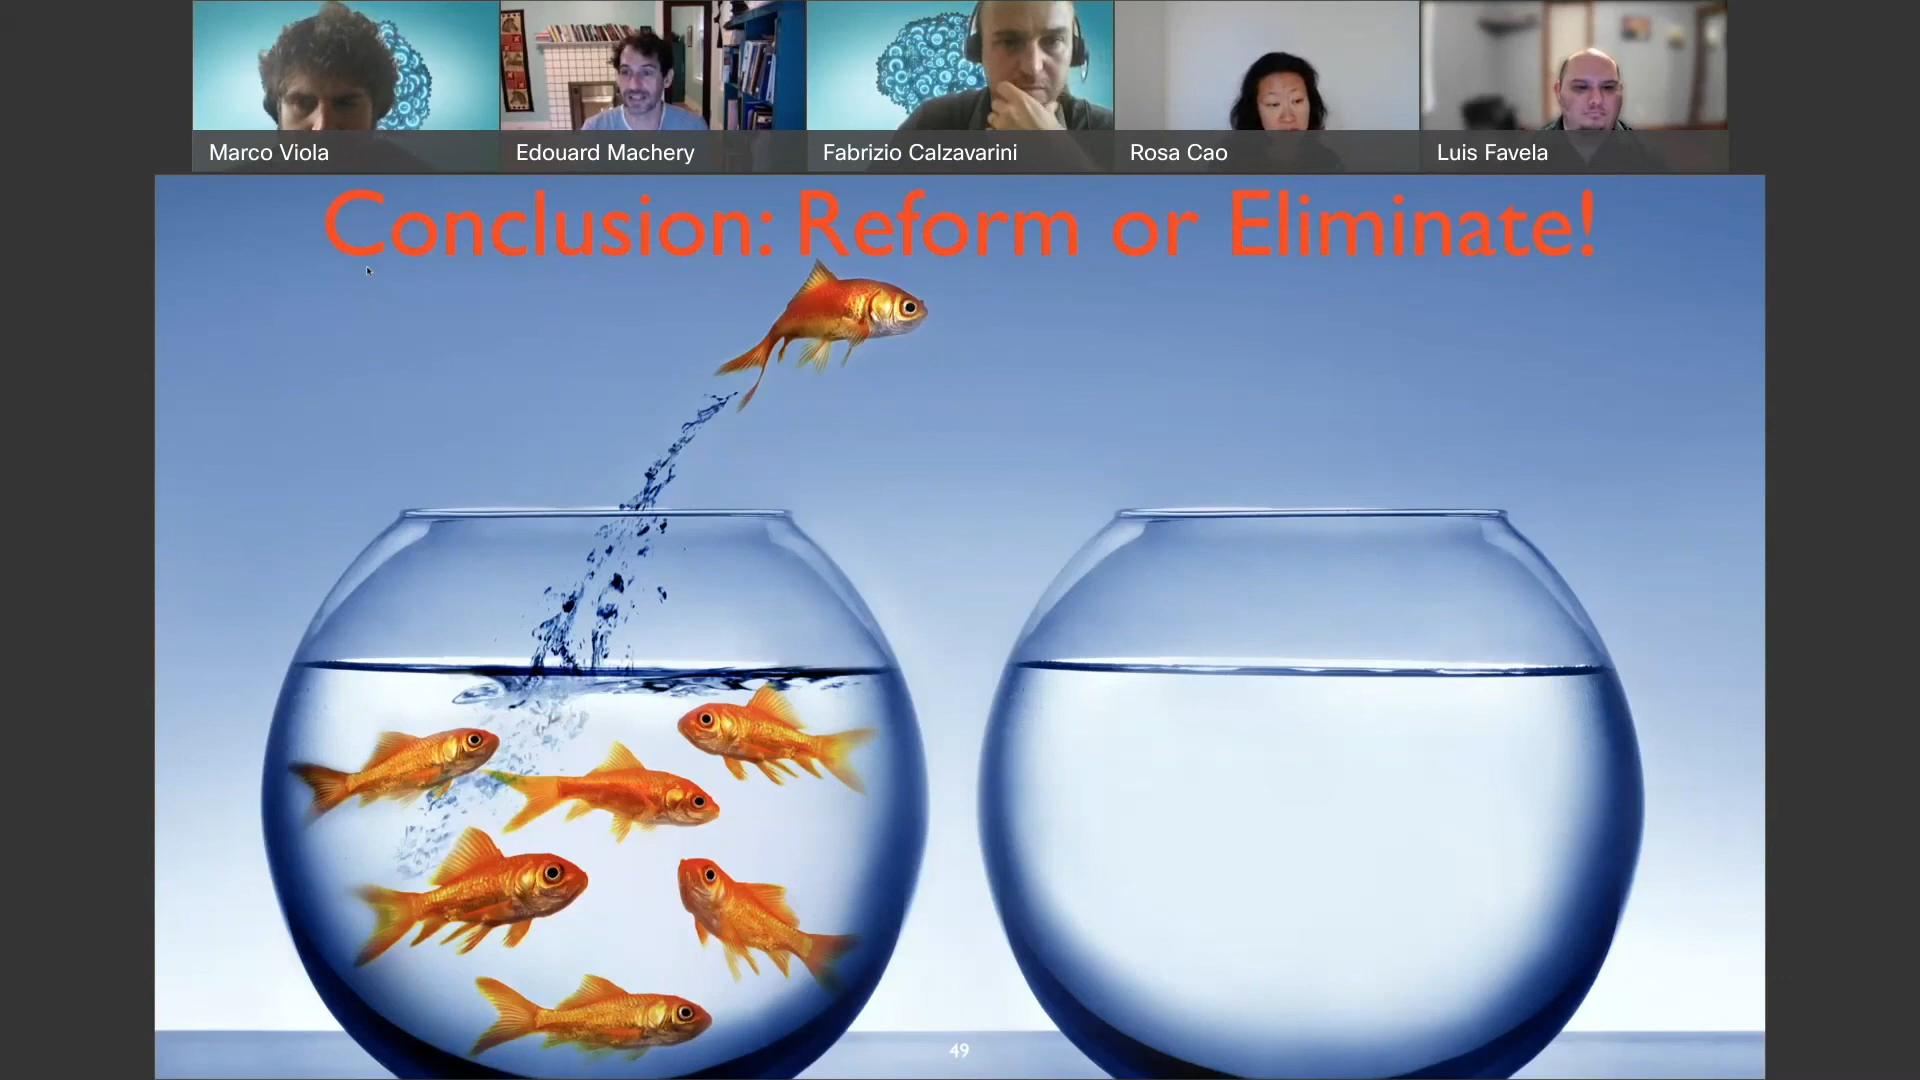 Marco Viola
Edouard Machery
Fabrizio Calzavarini
Rosa Cao
Luis Favela
Conclusion: Reform or Eliminate!
49